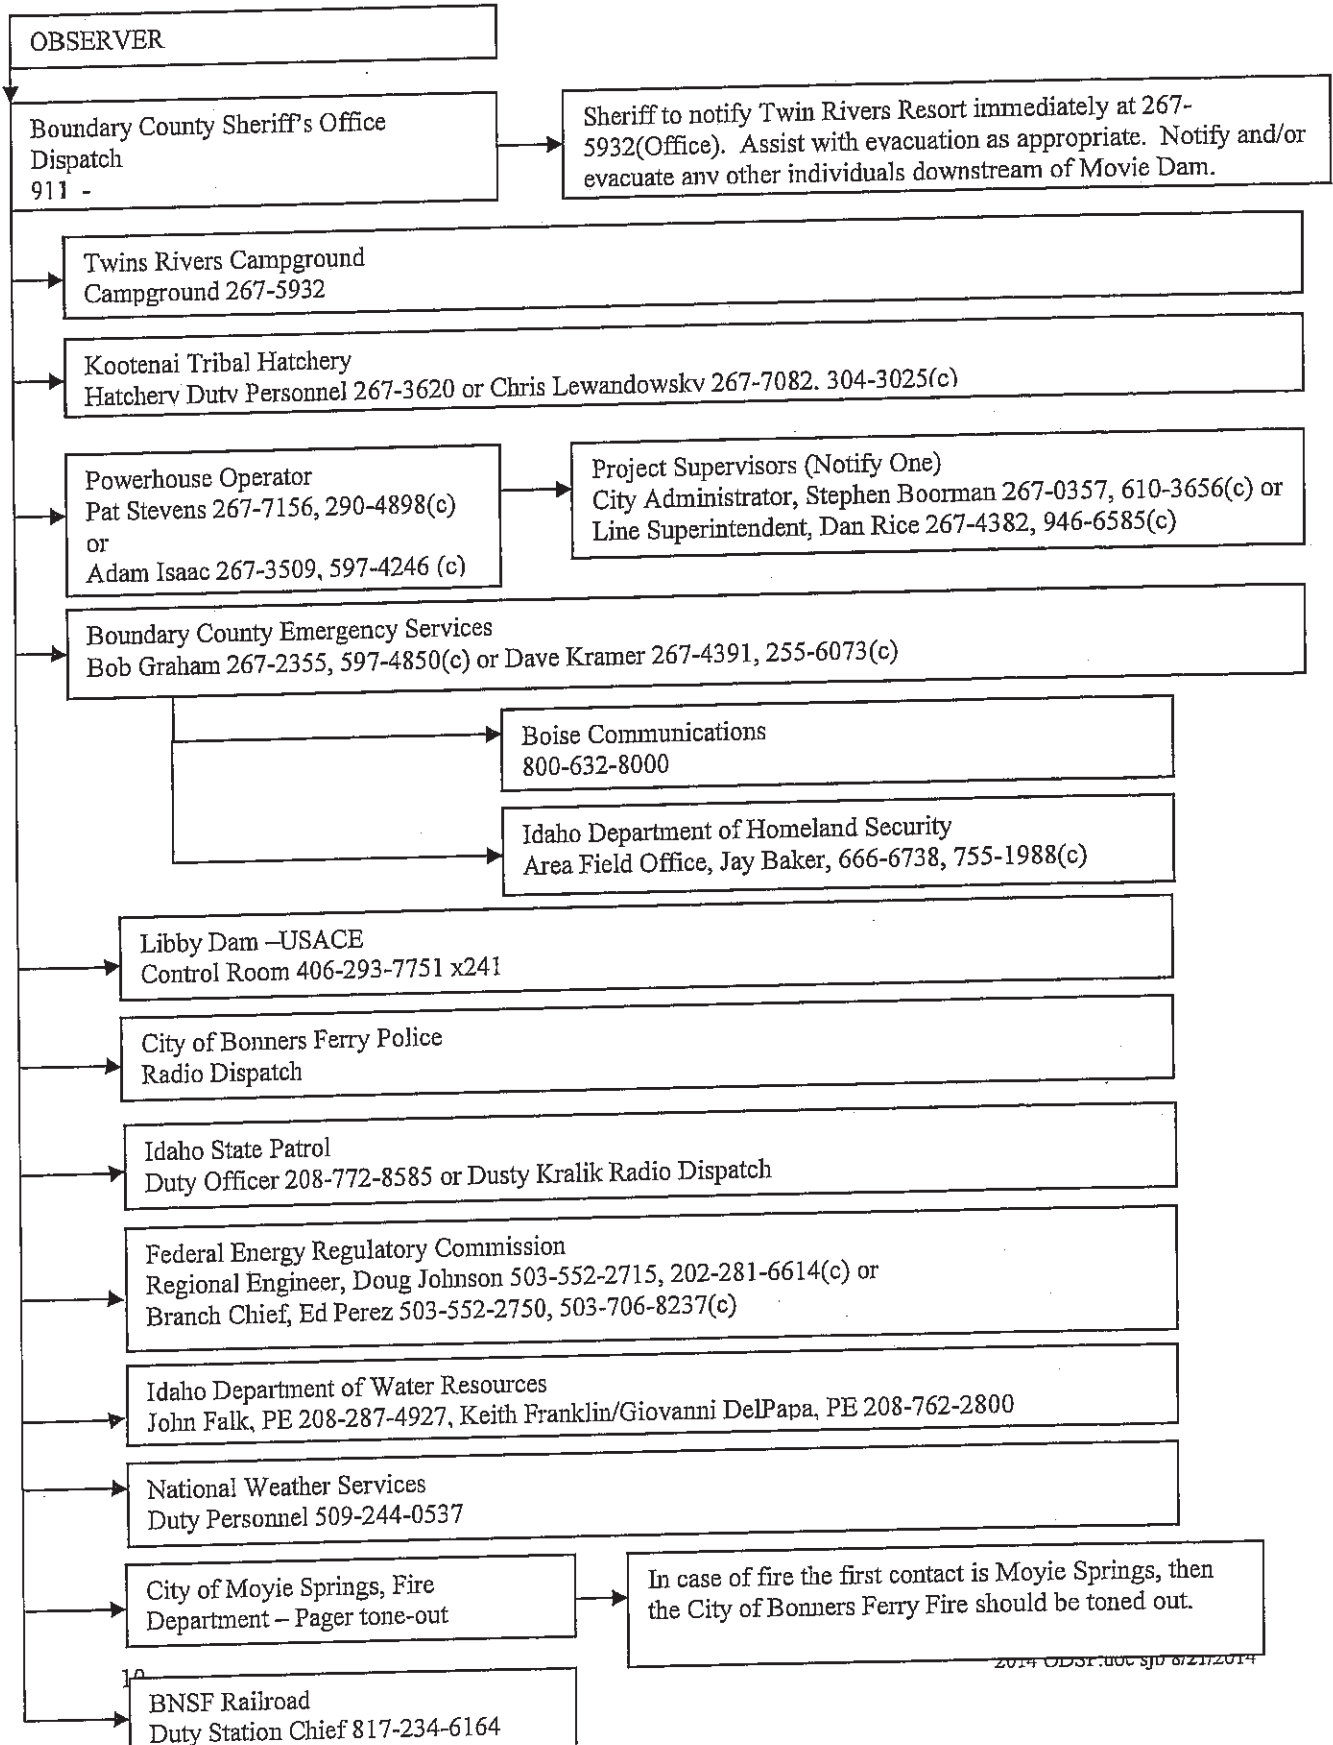 OBSERVER
Boundary County Sheriff's Office
Dispatch
911 -
Sheriff to notify Twin Rivers Resort immediately at 267-
5932(Office). Assist with evacuation as appropriate. Notify and/or
evacuate any other individuals downstream of Moyie Dam.
Twins Rivers Campground
Campground 267-5932
Kootenai Tribal Hatchery
Hatchery Duty Personnel 267-3620 or Chris Lewandowsky 267-7082, 304-3025(c)
Powerhouse Operator
Pat Stevens 267-7156, 290-4898(c)
or
Adam Isaac 267-3509, 597-4246 (c)
Project Supervisors (Notify One)
City Administrator, Stephen Boorman 267-0357, 610-3656(c) or
Line Superintendent, Dan Rice 267-4382, 946-6585(c)
Boundary County Emergency Services
Bob Graham 267-2355, 597-4850(c) or Dave Kramer 267-4391, 255-6073(c)
Boise Communications
800-632-8000
Idaho Department of Homeland Security
Area Field Office, Jay Baker, 666-6738, 755-1988(c)
Libby Dam –USACE
Control Room 406-293-7751 x241
City of Bonners Ferry Police
Radio Dispatch
Idaho State Patrol
Duty Officer 208-772-8585 or Dusty Kralik Radio Dispatch
Federal Energy Regulatory Commission
Regional Engineer, Doug Johnson 503-552-2715, 202-281-6614(c) or
Branch Chief, Ed Perez 503-552-2750, 503-706-8237(c)
Idaho Department of Water Resources
John Falk, PE 208-287-4927, Keith Franklin/Giovanni DelPapa, PE 208-762-2800
National Weather Services
Duty Personnel 509-244-0537
City of Moyie Springs, Fire
Department – Pager tone-out
In case of fire the first contact is Moyie Springs, then
the City of Bonners Ferry Fire should be toned out.
2014 sjb 8/21/2014
BNSF Railroad
Duty Station Chief 817-234-6164